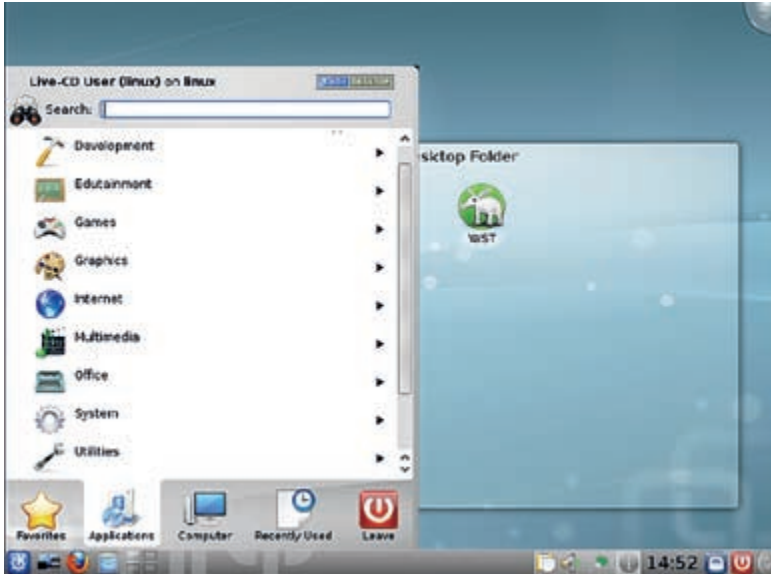 Live-CD User (linux) on linux
Search:
Development
Edutainment
Games
Graphics
Internet
Multimedia
Office
System
Utilities
Favorites
Applications
Computer
Recently Used
Leave
sktop Folder
YaST
14:52